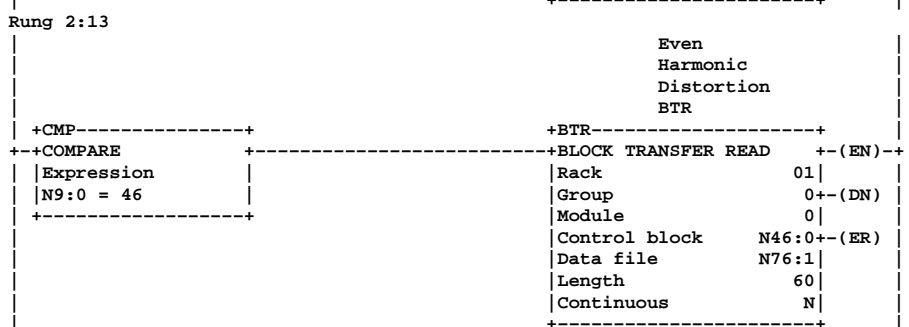 |                                                              +-----------------------+       |
Rung 2:13
|                                                                       Even                   |
|                                                                       Harmonic               |
|                                                                       Distortion             |
|                                                                       BTR                    |
| +CMP----------------+                                        +BTR--------------------+       |
+-+COMPARE            +----------------------------------------+BLOCK TRANSFER READ    +-(EN)-+
| |Expression         |                                        |Rack                 01|       |
| |N9:0 = 46          |                                        |Group                 0+-(DN)  |
| +-------------------+                                        |Module                0|       |
|                                                              |Control block     N46:0+-(ER)  |
|                                                              |Data file         N76:1|       |
|                                                              |Length               60|       |
|                                                              |Continuous            N|       |
|                                                              +-----------------------+       |